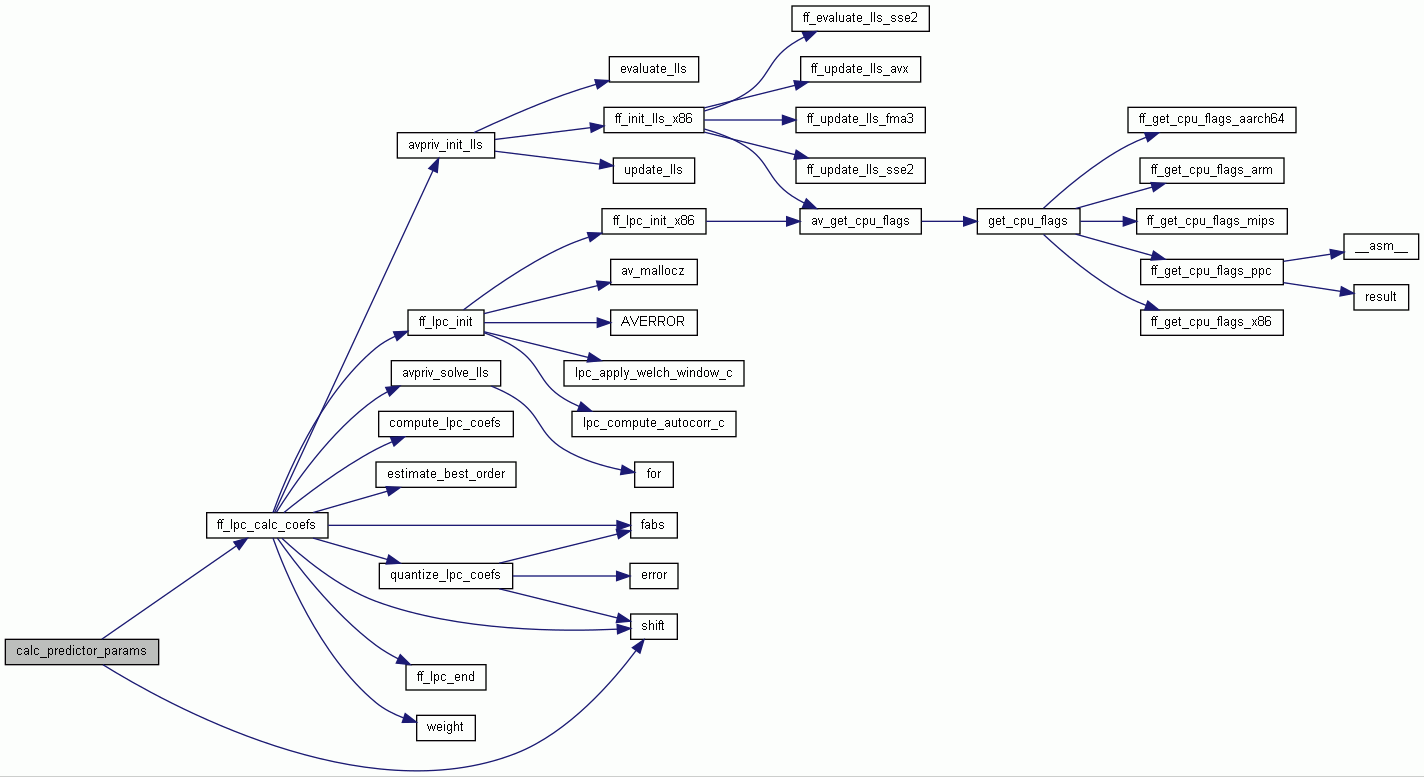 ff_evaluate_lls_sse2
evaluate_lls
ff_update_lls_avx
ff_init_lls_x86
ff_update_lls_fma3
ff_get_cpu_flags_aarch64
avpriv_init_lls
update_lls
ff_update_lls_sse2
ff_get_cpu_flags_arm
ff_lpc_init_x86
av_get_cpu_flags
get_cpu_flags
ff_get_cpu_flags_mips
__asm__
av_mallocz
ff_get_cpu_flags_ppc
result
ff_lpc_init
AVERROR
ff_get_cpu_flags_x86
avpriv_solve_lls
lpc_apply_welch_window_c
compute_lpc_coefs
lpc_compute_autocorr_c
estimate_best_order
for
ff_lpc_calc_coefs
fabs
quantize_lpc_coefs
error
shift
calc_predictor_params
ff_lpc_end
weight